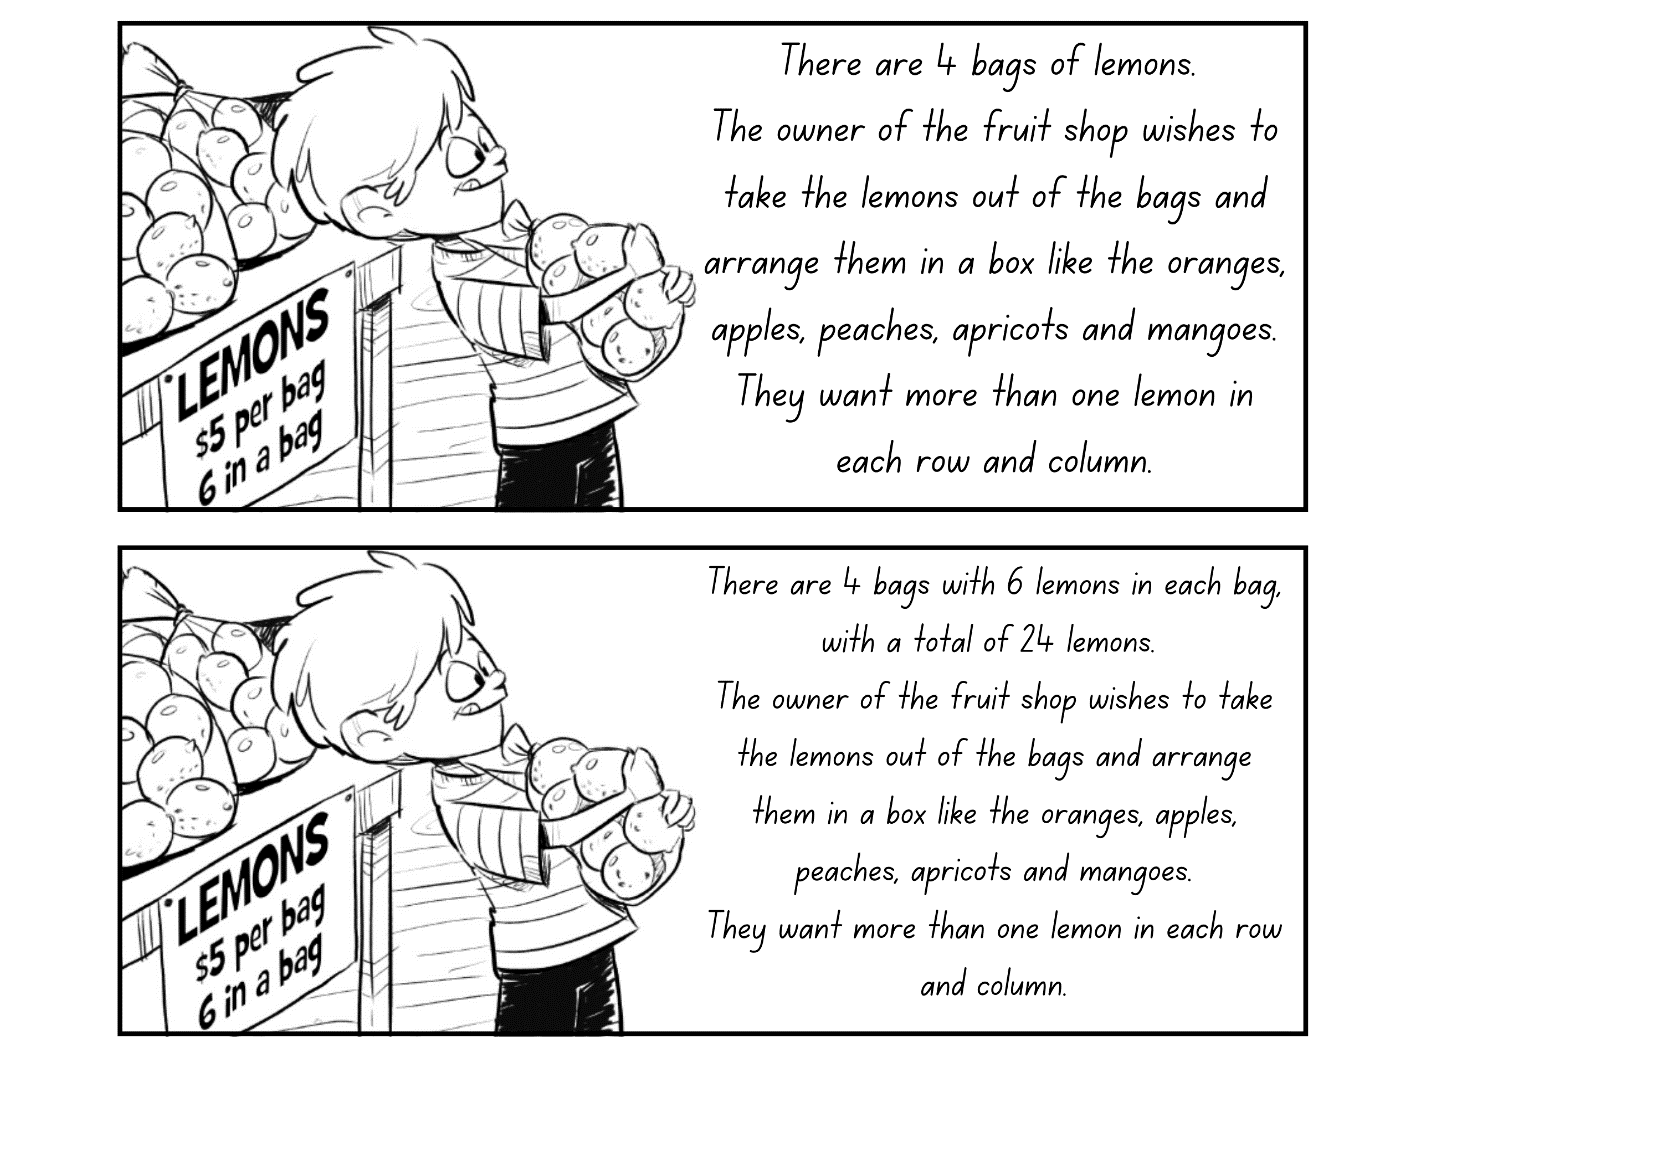 There are 4 bags of lemons.
The owner of the fruit shop wishes to
take the lemons out of the bags and
arrange them in a box like the oranges,
apples, peaches, apricots and mangoes.
They want more than one lemon in
each row and column.
LEMONS
$5 per bag
6 in a bag
There are 4 bags with 6 lemons in each bag,
with a total of 24 lemons.
The owner of the fruit shop wishes to take
the lemons out of the bags and arrange
them in a box like the oranges, apples,
peaches, apricots and mangoes.
They want more than one lemon in each row
and column.
LEMONS
$5 per bag
6 in a bag